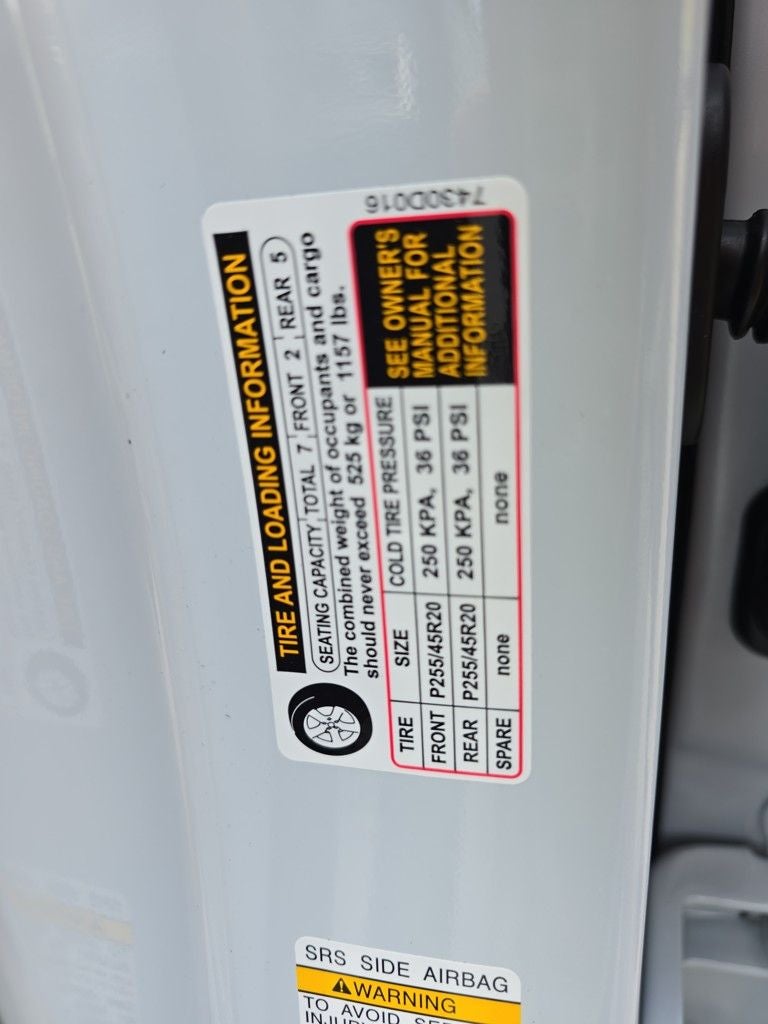 TIRE AND LOADING INFORMATION
SEATING CAPACITY TOTAL 7 FRONT 2 REAR 5
The combined weight of occupants and cargo
should never exceed 525 kg or 1157 lbs.
TIRE SIZE COLD TIRE PRESSURE
FRONT P255/45R20 250 KPA, 36 PSI
REAR P255/45R20 250 KPA, 36 PSI
SPARE none none
SEE OWNER'S
MANUAL FOR
ADDITIONAL
INFORMATION
7430D016
SRS SIDE AIRBAG
WARNING
TO AVOID